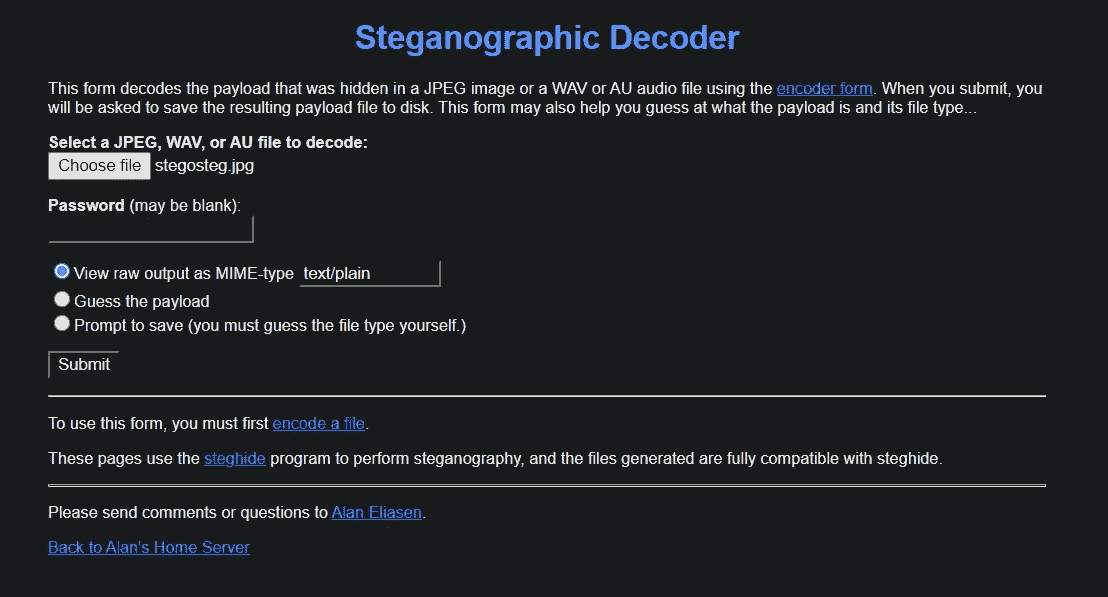 Steganographic Decoder
This form decodes the payload that was hidden in a JPEG image or a WAV or AU audio file using the encoder form. When you submit, you
will be asked to save the resulting payload file to disk. This form may also help you guess at what the payload is and its file type...
Select a JPEG, WAV, or AU file to decode:
Choose file stegosteg.jpg
Password (may be blank):
View raw output as MIME-type text/plain
Guess the payload
Prompt to save (you must guess the file type yourself.)
Submit
To use this form, you must first encode a file.
These pages use the steghide program to perform steganography, and the files generated are fully compatible with steghide.
Please send comments or questions to Alan Eliasen.
Back to Alan's Home Server